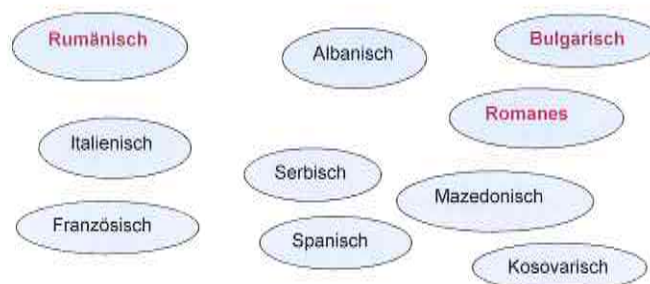 Rumänisch
Albanisch
Bulgarisch
Romanes
Italienisch
Serbisch
Mazedonisch
Französisch
Spanisch
Kosovarisch